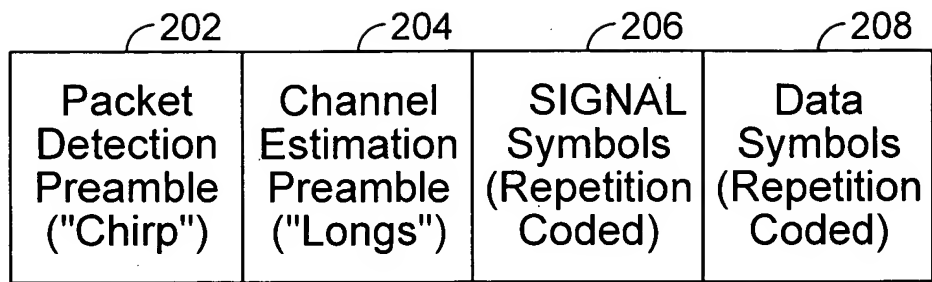 202
204
206
208
Packet
Detection
Preamble
("Chirp")
Channel
Estimation
Preamble
("Longs")
SIGNAL
Symbols
(Repetition
Coded)
Data
Symbols
(Repetition
Coded)